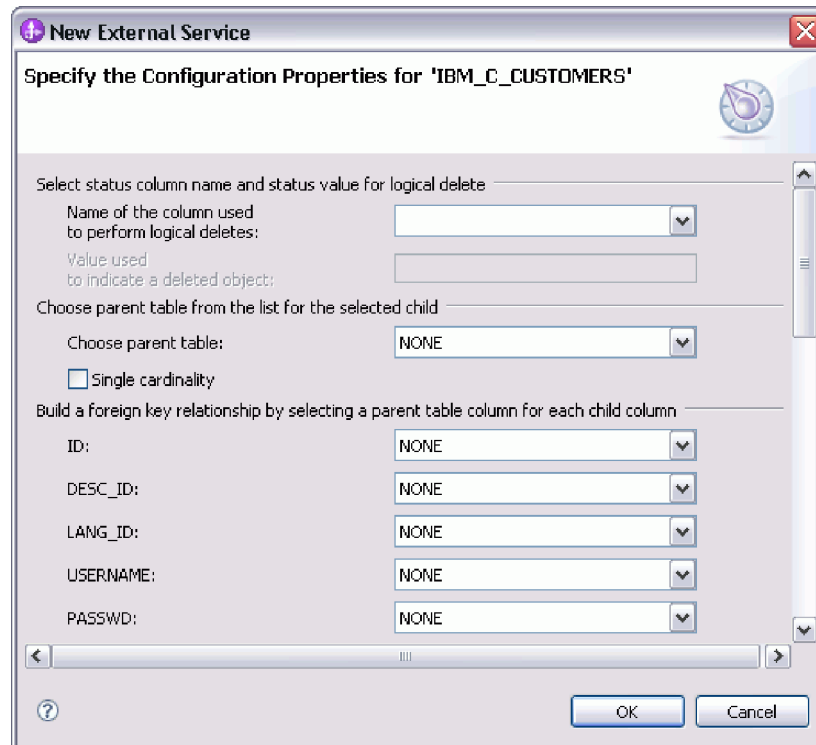 New External Service
Specify the Configuration Properties for 'IBM_C_CUSTOMERS'
Select status column name and status value for logical delete
Name of the column used
to perform logical deletes:
Value used
to indicate a deleted object:
Choose parent table from the list for the selected child
Choose parent table: NONE
Single cardinality
Build a foreign key relationship by selecting a parent table column for each child column
ID: NONE
DESC_ID: NONE
LANG_ID: NONE
USERNAME: NONE
PASSWD: NONE
? OK Cancel